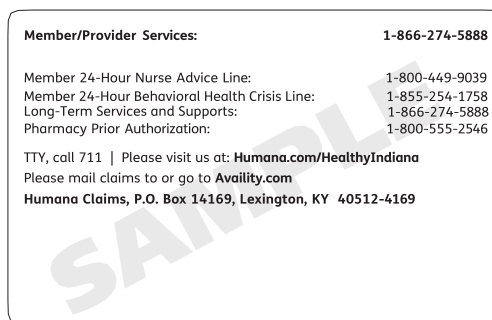 Member/Provider Services: 1-866-274-5888
Member 24-Hour Nurse Advice Line: 1-800-449-9039
Member 24-Hour Behavioral Health Crisis Line: 1-855-254-1758
Long-Term Services and Supports: 1-866-274-5888
Pharmacy Prior Authorization: 1-800-555-2546
TTY, call 711 | Please visit us at: Humana.com/HealthyIndiana
Please mail claims to or go to Availity.com
Humana Claims, P.O. Box 14169, Lexington, KY 40512-4169
SAMPLE